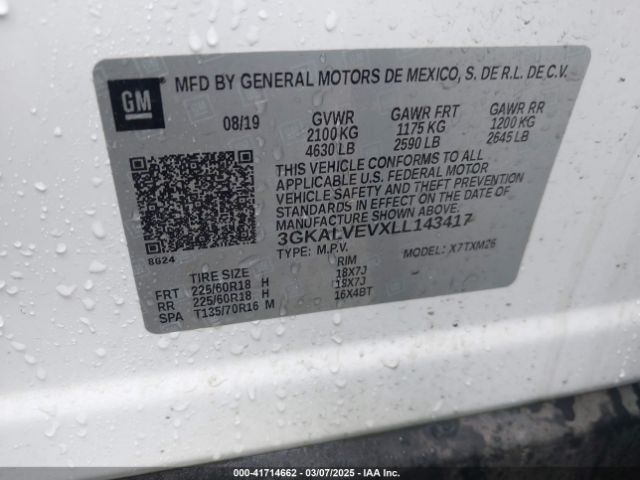 GM
MFD BY GENERAL MOTORS DE MEXICO, S. DE R.L. DE C.V.
08/19 GVWR GAWR FRT GAWR RR
2100 KG 1175 KG 1200 KG
4630 LB 2590 LB 2645 LB
THIS VEHICLE CONFORMS TO ALL
APPLICABLE U.S. FEDERAL MOTOR
VEHICLE SAFETY AND THEFT PREVENTION
STANDARDS IN EFFECT ON THE DATE OF
MANUFACTURE SHOWN ABOVE.
3GKALVEVXLL143417
TYPE: M.P.V. MODEL: X7TXM26
8G24
TIRE SIZE RIM
FRT 225/60R18 H 18X7J
RR 225/60R18 H 18X7J
SPA T135/70R16 M 16X4BT
000-41714662 — 03/07/2025 — IAA Inc.